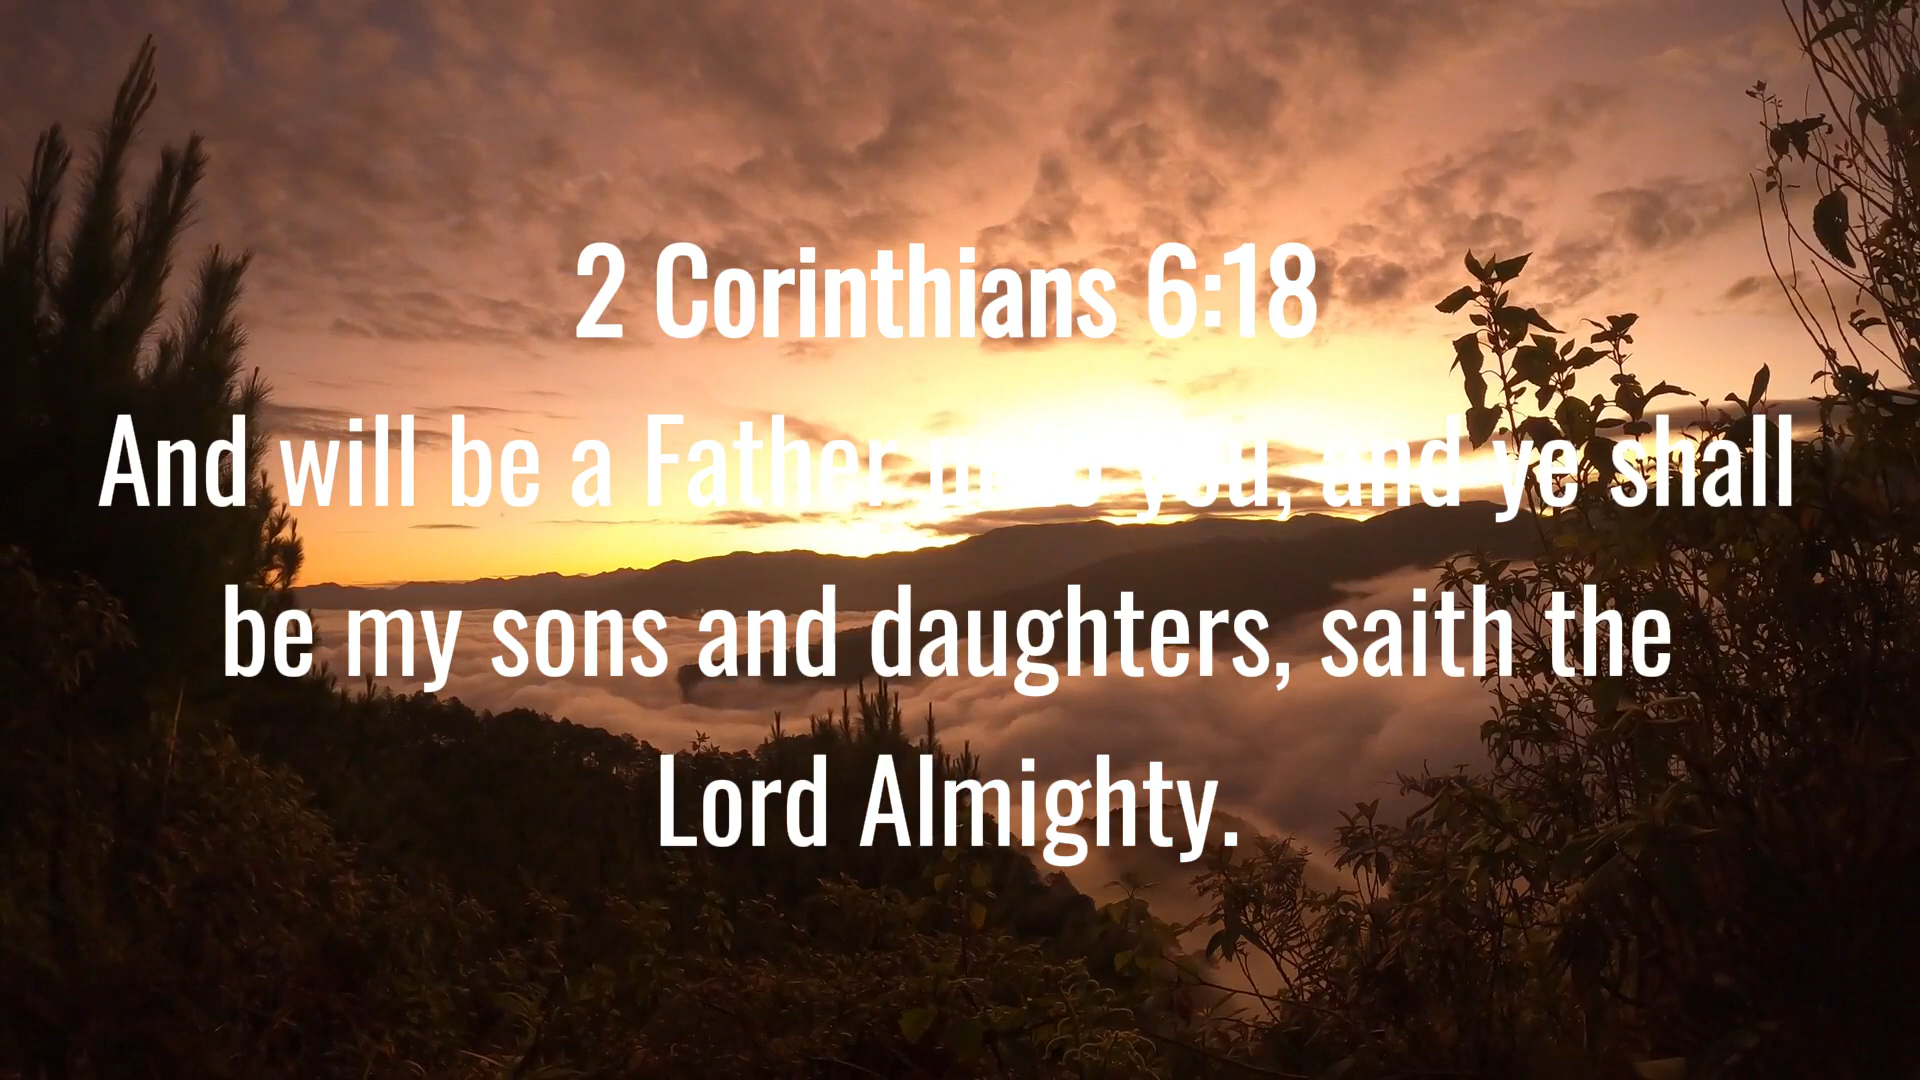 2 Corinthians 6:18
And will be a Father unto you, and ye shall
be my sons and daughters, saith the
Lord Almighty.